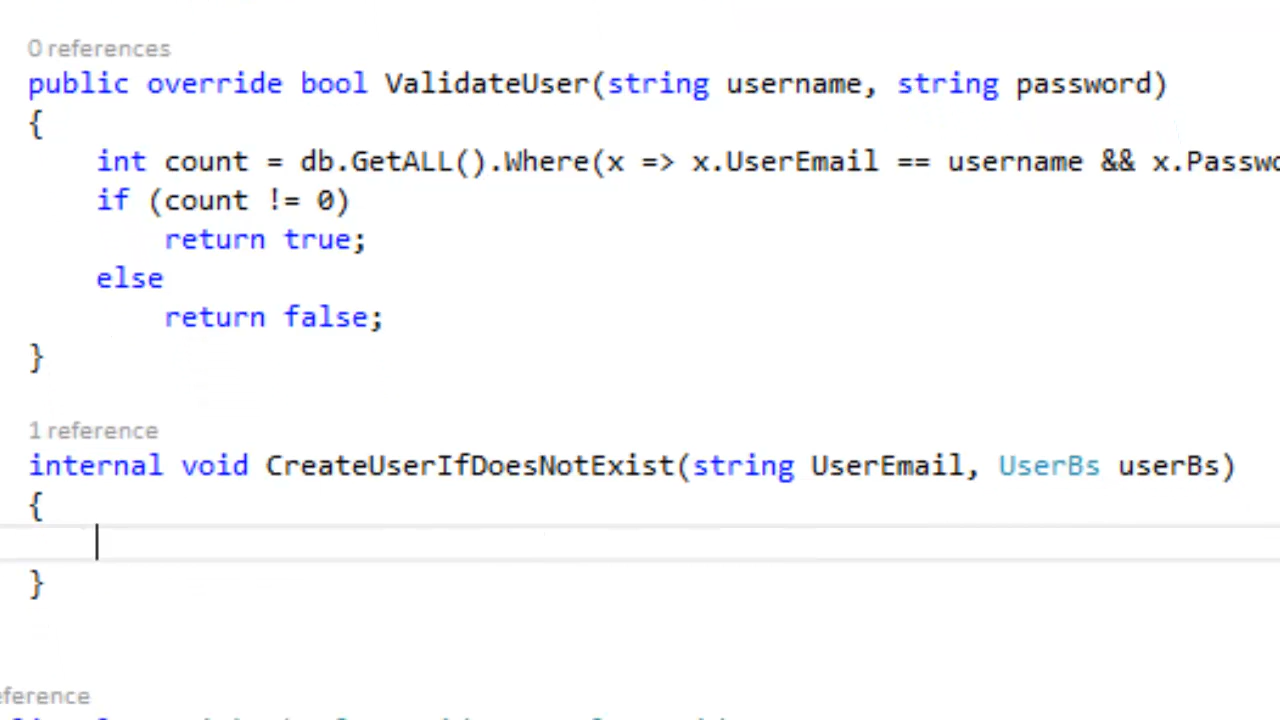 0 references
public override bool ValidateUser(string username, string password)
{
int count = db.GetALL().Where(x => x.UserEmail == username && x.Passwo
if (count != 0)
return true;
else
return false;
}
1 reference
internal void CreateUserIfDoesNotExist(string UserEmail, UserBs userBs)
{
}
eference